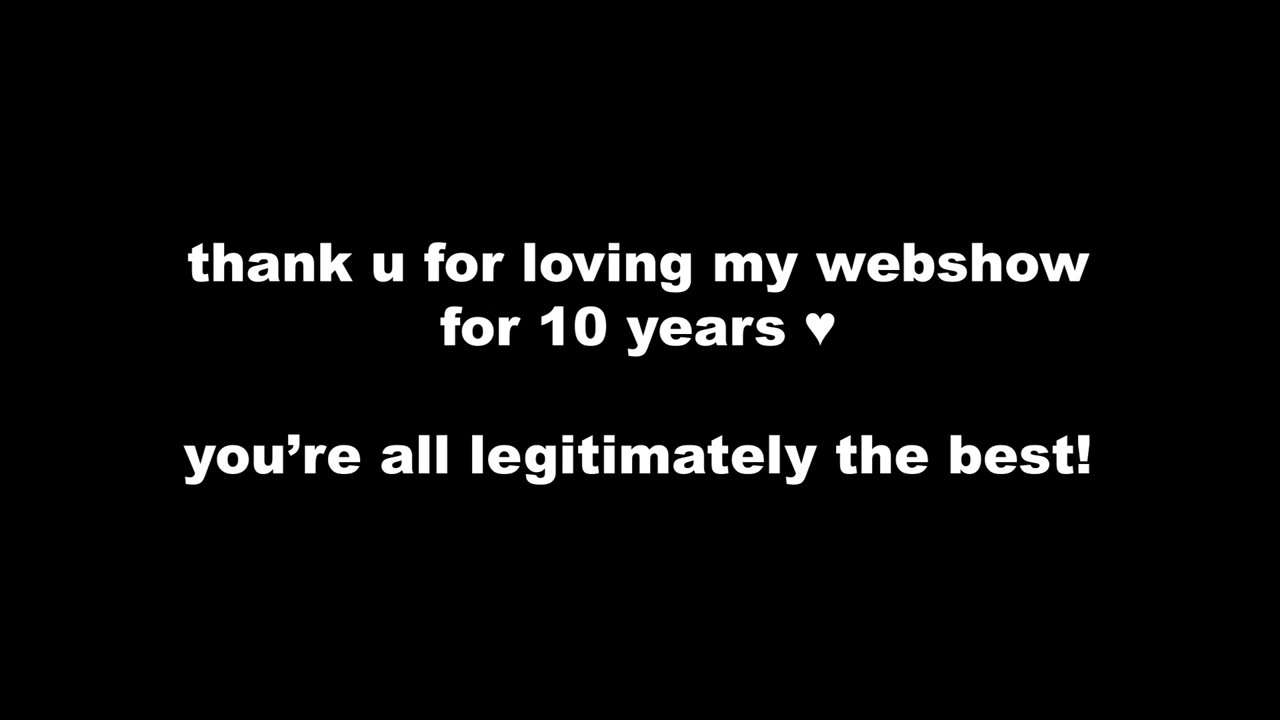 thank u for loving my webshow
for 10 years ♥
you’re all legitimately the best!